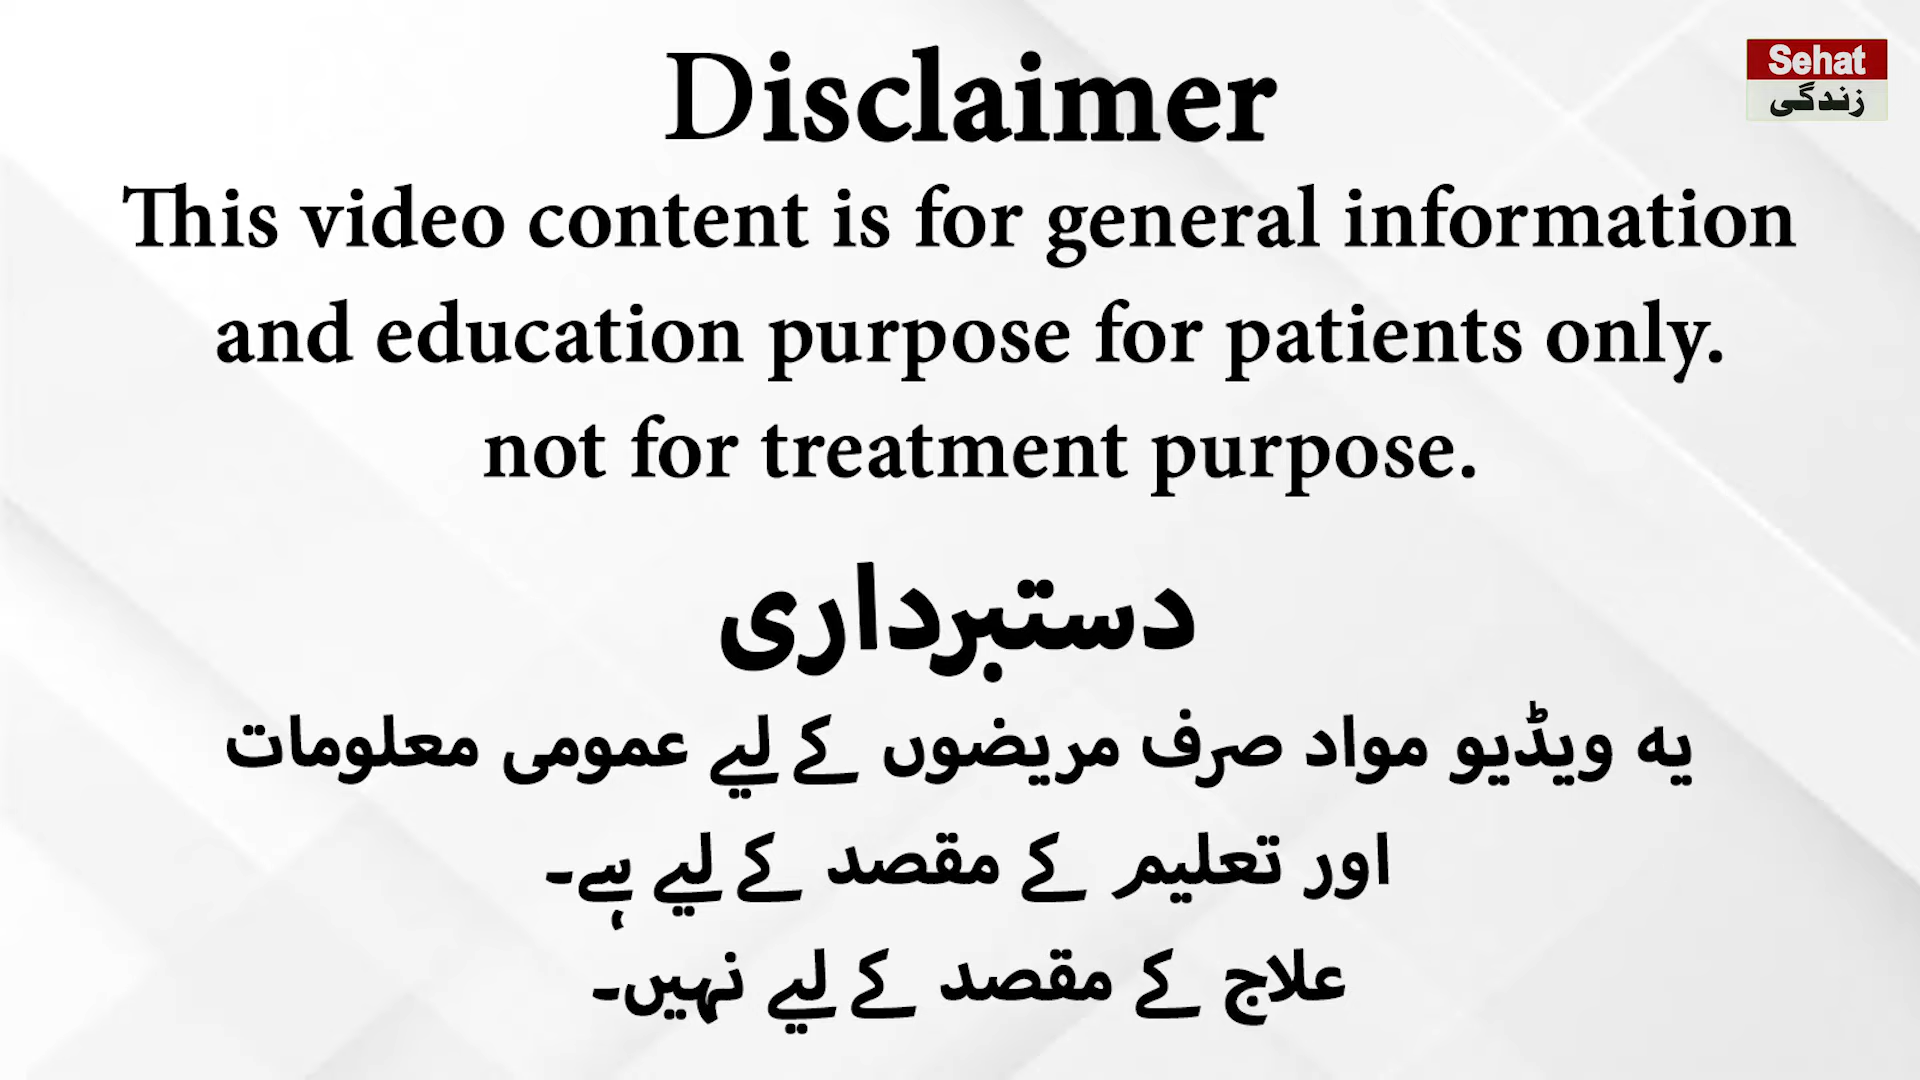 Disclaimer
Sehat
زندگی
This video content is for general information
and education purpose for patients only.
not for treatment purpose.
دستبرداری
یہ ویڈیو مواد صرف مریضوں کے لیے عمومی معلومات
اور تعلیم کے مقصد کے لیے ہے۔
علاج کے مقصد کے لیے نہیں۔